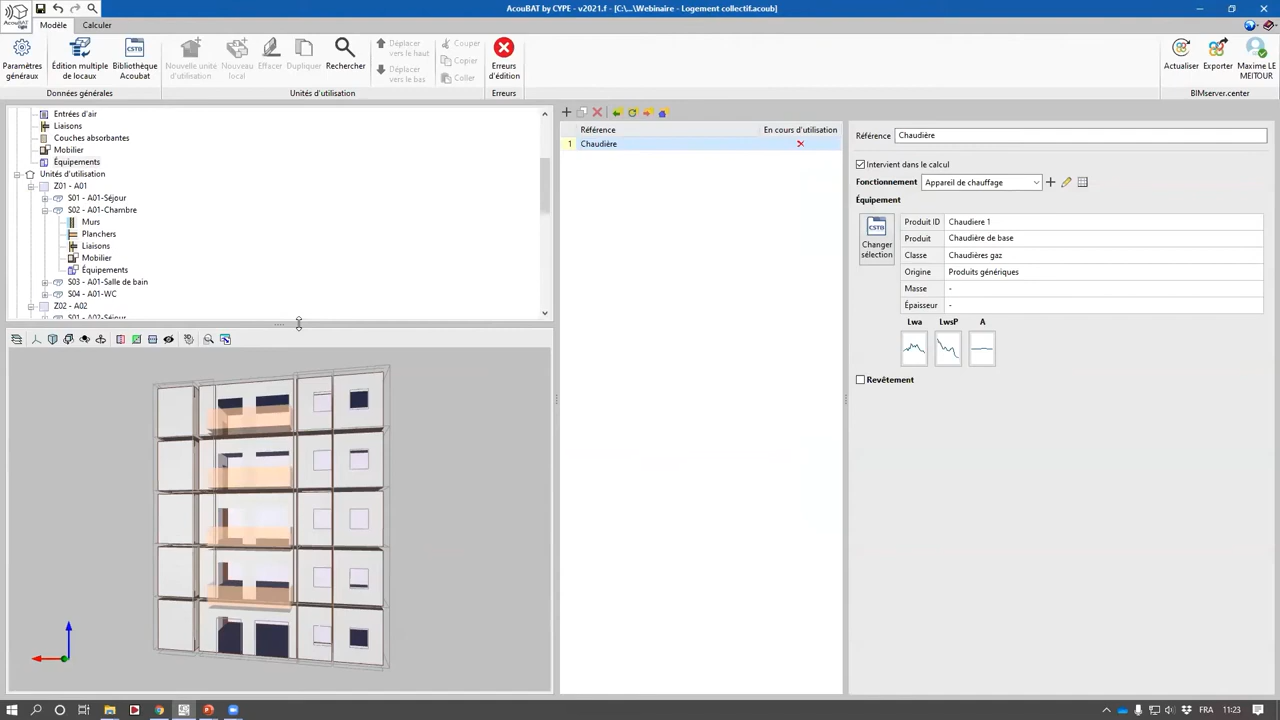 AcouBAT by CYPE - v2021.f - [C:\...\Webinaire - Logement collectif.acoub]
Modèle
Calculer
Paramètres généraux
Édition multiple de locaux
Bibliothèque Acoubat
Données générales
Nouvelle unité d'utilisation
Nouveau local
Effacer
Dupliquer
Rechercher
Déplacer vers le haut
Déplacer vers le bas
Couper
Copier
Coller
Unités d'utilisation
Erreurs d'édition
Erreurs
Actualiser
Exporter
Maxime LE MEITOUR
BIMserver.center
Entrées d'air
Liaisons
Couches absorbantes
Mobilier
Équipements
Unités d'utilisation
Z01 - A01
S01 - A01-Séjour
S02 - A01-Chambre
Murs
Planchers
Liaisons
Mobilier
Équipements
S03 - A01-Salle de bain
S04 - A01-WC
Z02 - A02
S01 - A02-Séjour
Référence
En cours d'utilisation
1 Chaudière
Référence Chaudière
Intervient dans le calcul
Fonctionnement Appareil de chauffage
Équipement
CSTB
Changer sélection
Produit ID Chaudiere 1
Produit Chaudière de base
Classe Chaudières gaz
Origine Produits génériques
Masse -
Épaisseur -
Lwa LwsP A
Revêtement
FRA 11:23